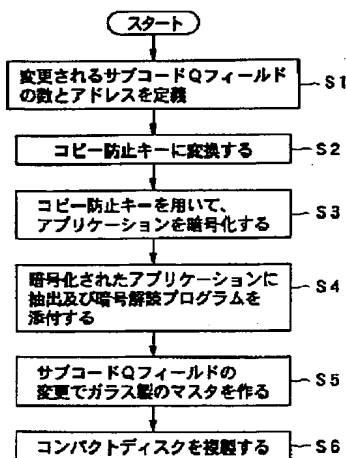 スタート
変更されるサブコードQフィールド
の数とアドレスを定義
S1
コピー防止キーに変換する
S2
コピー防止キーを用いて、
アプリケーションを暗号化する
S3
暗号化されたアプリケーションに
抽出及び暗号解読プログラムを
添付する
S4
サブコードQフィールドの
変更でガラス製のマスタを作る
S5
コンパクトディスクを複製する
S6